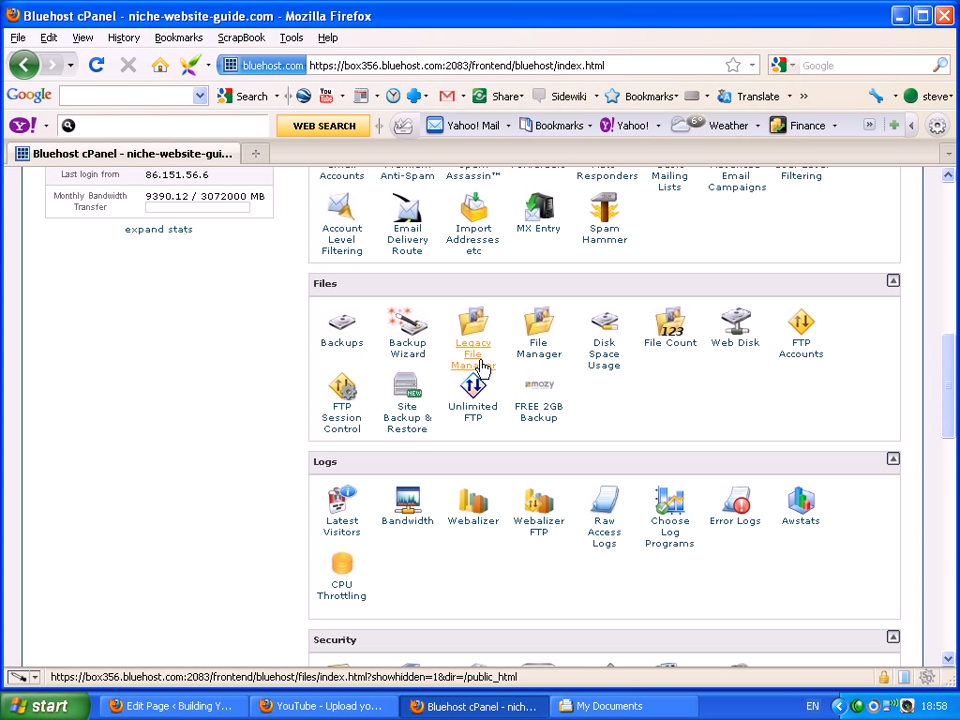 Bluehost cPanel - niche-website-guide.com - Mozilla Firefox
File Edit View History Bookmarks ScrapBook Tools Help
bluehost.com https://box356.bluehost.com:2083/frontend/bluehost/index.html Google
Google Search Share Sidewiki Bookmarks Translate » steve
Y! WEB SEARCH Yahoo! Mail Bookmarks Yahoo! 6° Weather Finance »
Bluehost cPanel - niche-website-gui...
Last login from 86.151.56.6
Monthly Bandwidth Transfer 9390.12 / 3072000 MB
expand stats
Accounts
Anti-Spam
Assassin™
Responders
Mailing Lists
Email Campaigns
Filtering
Account Level Filtering
Email Delivery Route
Import Addresses etc
MX Entry
Spam Hammer
Files
Backups
Backup Wizard
Legacy File Manager
File Manager
Disk Space Usage
123
File Count
Web Disk
FTP Accounts
FTP Session Control
NEW
Site Backup & Restore
Unlimited FTP
mozy
FREE 2GB Backup
Logs
Latest Visitors
Bandwidth
Webalizer
Webalizer FTP
Raw Access Logs
Choose Log Programs
Error Logs
Awstats
CPU Throttling
Security
https://box356.bluehost.com:2083/frontend/bluehost/files/index.html?showhidden=1&dir=/public_html
start Edit Page ‹ Building Y... YouTube - Upload yo... Bluehost cPanel - nich... My Documents EN 18:58